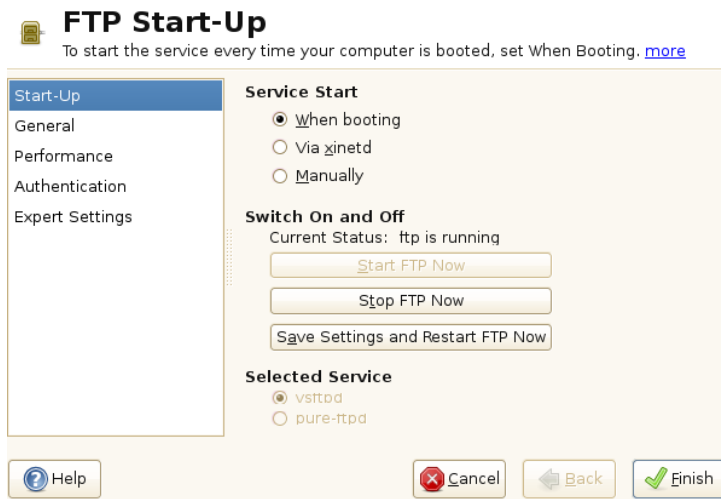 FTP Start-Up
To start the service every time your computer is booted, set When Booting. more
Start-Up
General
Performance
Authentication
Expert Settings
Service Start
When booting
Via xinetd
Manually
Switch On and Off
Current Status: ftp is running
Start FTP Now
Stop FTP Now
Save Settings and Restart FTP Now
Selected Service
vsftpd
pure-ftpd
Help
Cancel
Back
Finish